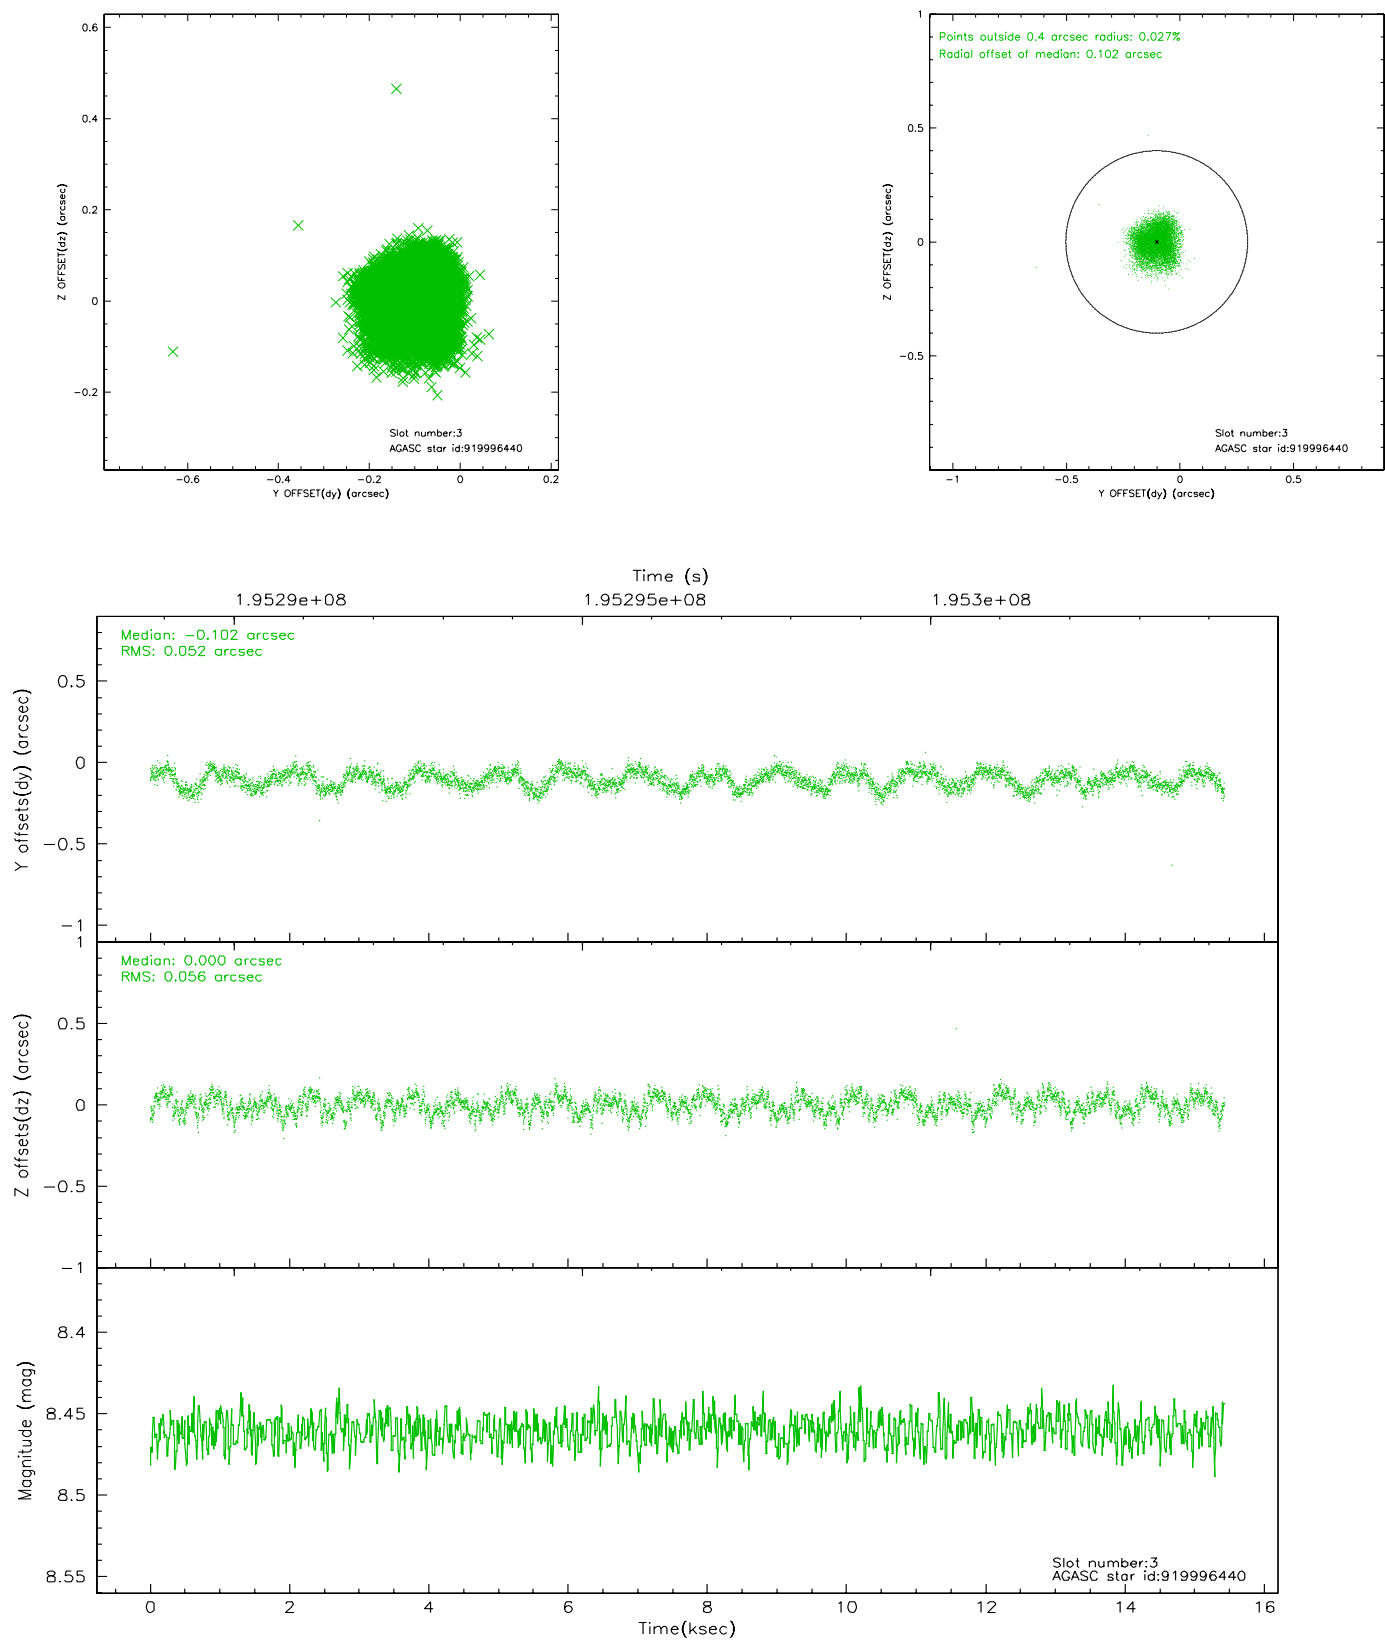 0.6
0.4
0.2
0
−0.2
Z OFFSET(dz) (arcsec)
Slot number:3
AGASC star id:919996440
−0.6 −0.4 −0.2 0 0.2
Y OFFSET(dy) (arcsec)
1
0.5
0
−0.5
Z OFFSET(dz) (arcsec)
Points outside 0.4 arcsec radius: 0.027%
Radial offset of median: 0.102 arcsec
Slot number:3
AGASC star id:919996440
−1 −0.5 0 0.5
Y OFFSET(dy) (arcsec)
Time (s)
1.9529e+08 1.95295e+08 1.953e+08
Median: −0.102 arcsec
RMS: 0.052 arcsec
0.5
0
−0.5
−1
Y offsets(dy) (arcsec)
Median: 0.000 arcsec
RMS: 0.056 arcsec
1
0.5
0
−0.5
−1
Z offsets(dz) (arcsec)
8.4
8.45
8.5
8.55
Magnitude (mag)
Slot number:3
AGASC star id:919996440
0 2 4 6 8 10 12 14 16
Time(ksec)